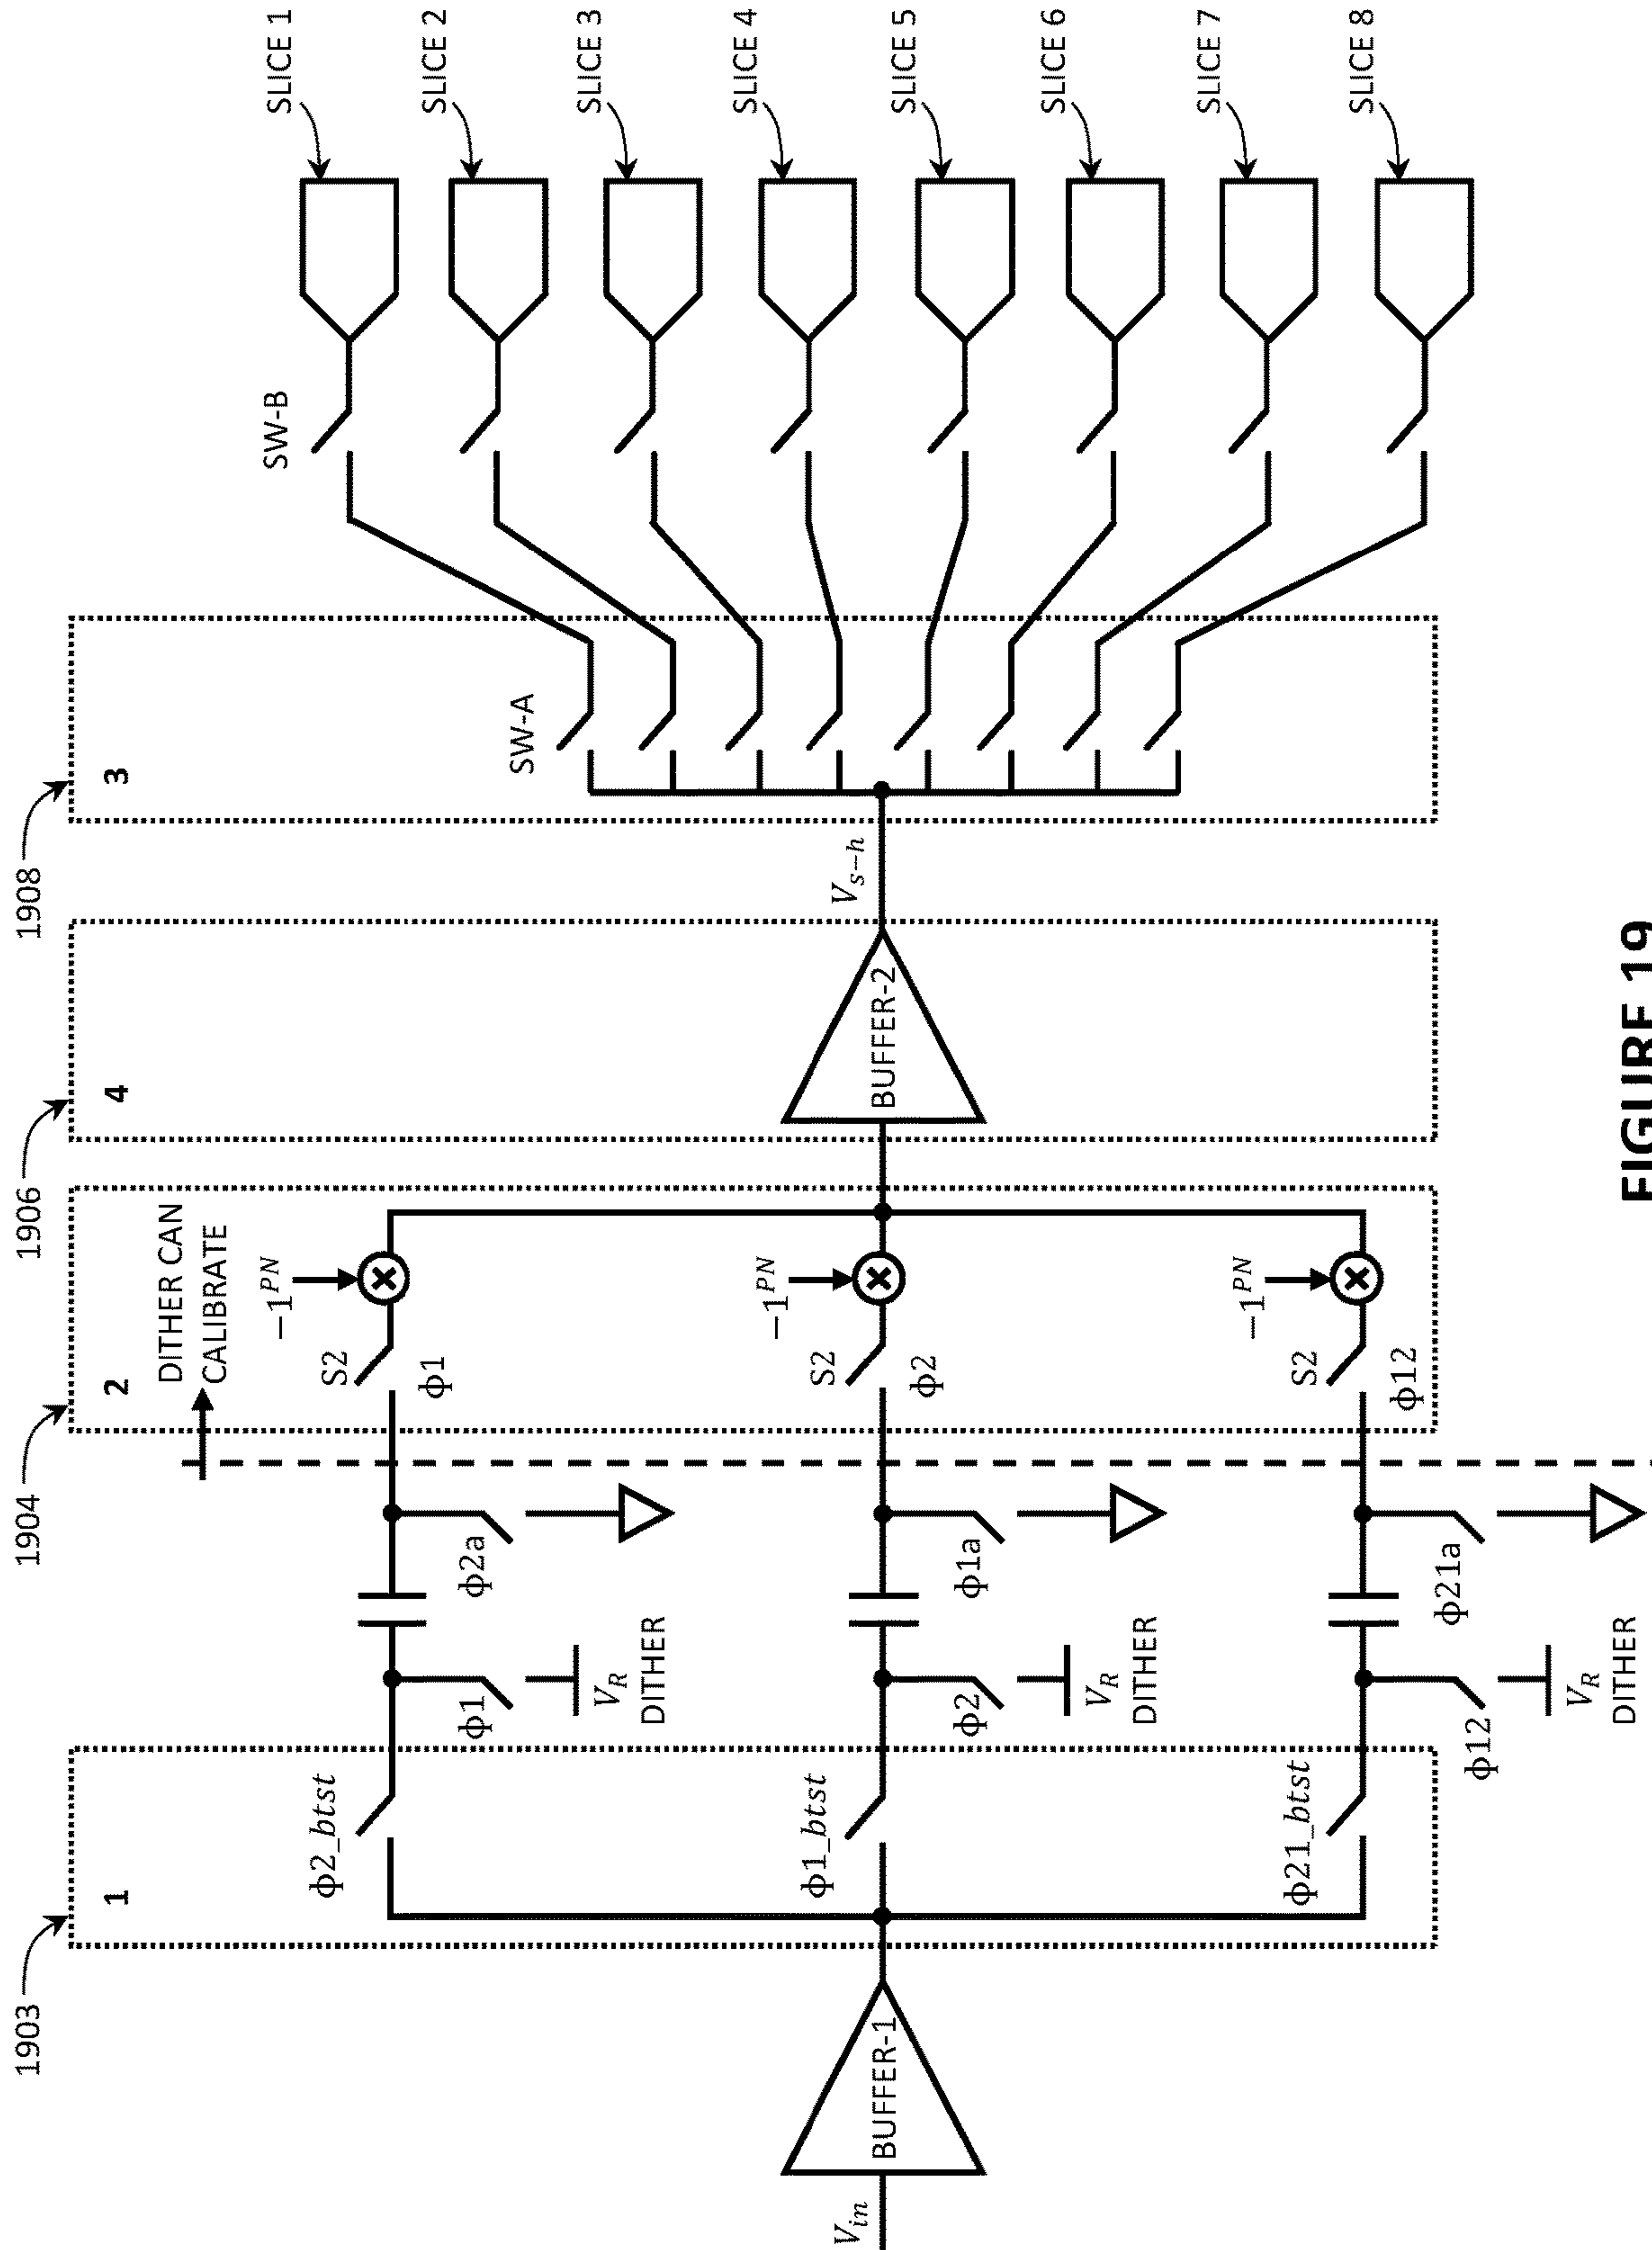 1903
1904
1906
1908
1
2
4
3
DITHER CAN
CALIBRATE
SLICE 1
SLICE 2
SLICE 3
SLICE 4
SLICE 5
SLICE 6
SLICE 7
SLICE 8
SW-B
SW-A
ϕ2_btst
ϕ1
V_R
DITHER
ϕ2a
S2
ϕ1
−1^{PN}
V_{in}
BUFFER-1
ϕ1_btst
ϕ2
V_R
DITHER
ϕ1a
S2
ϕ2
−1^{PN}
BUFFER-2
V_{s−h}
ϕ21_btst
ϕ12
V_R
DITHER
ϕ21a
S2
ϕ12
−1^{PN}
FIGURE 19